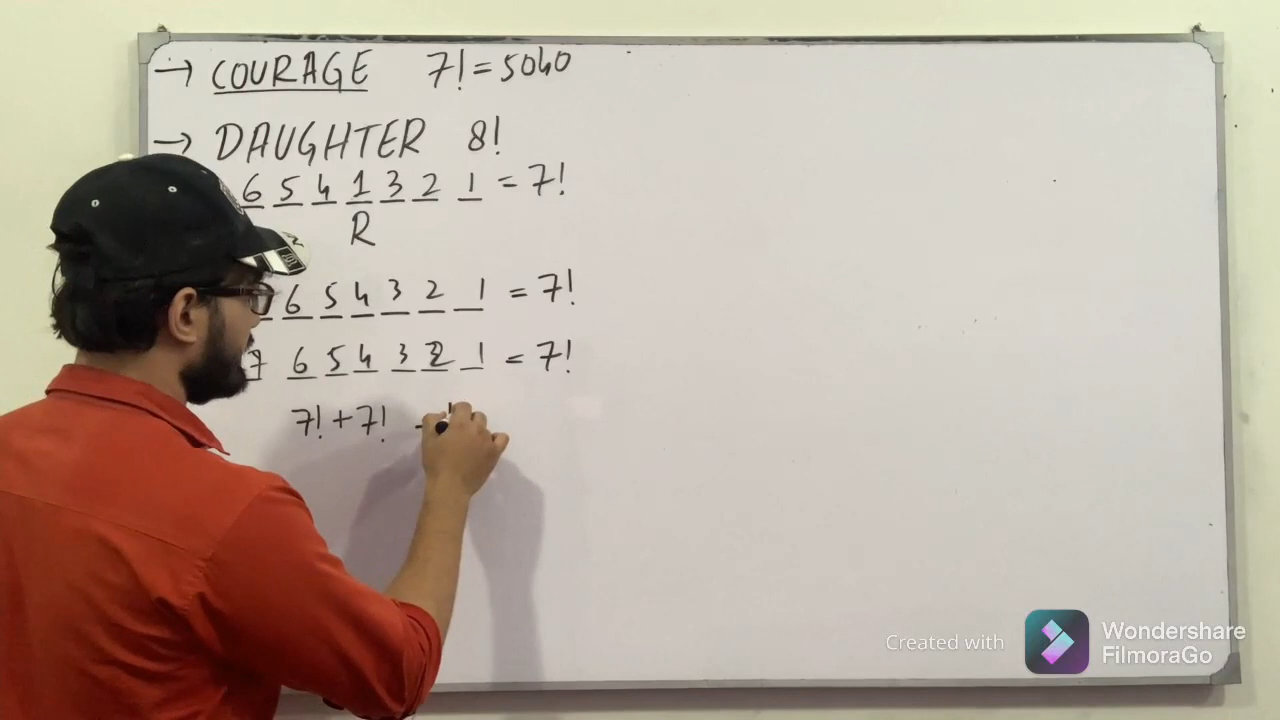 → COURAGE 7! = 5040
→ DAUGHTER 8!
6 5 4 1 3 2 1 = 7!
R
6 5 4 3 2 1 = 7!
7 6 5 4 3 2 1 = 7!
7! + 7!
Created with Wondershare FilmoraGo